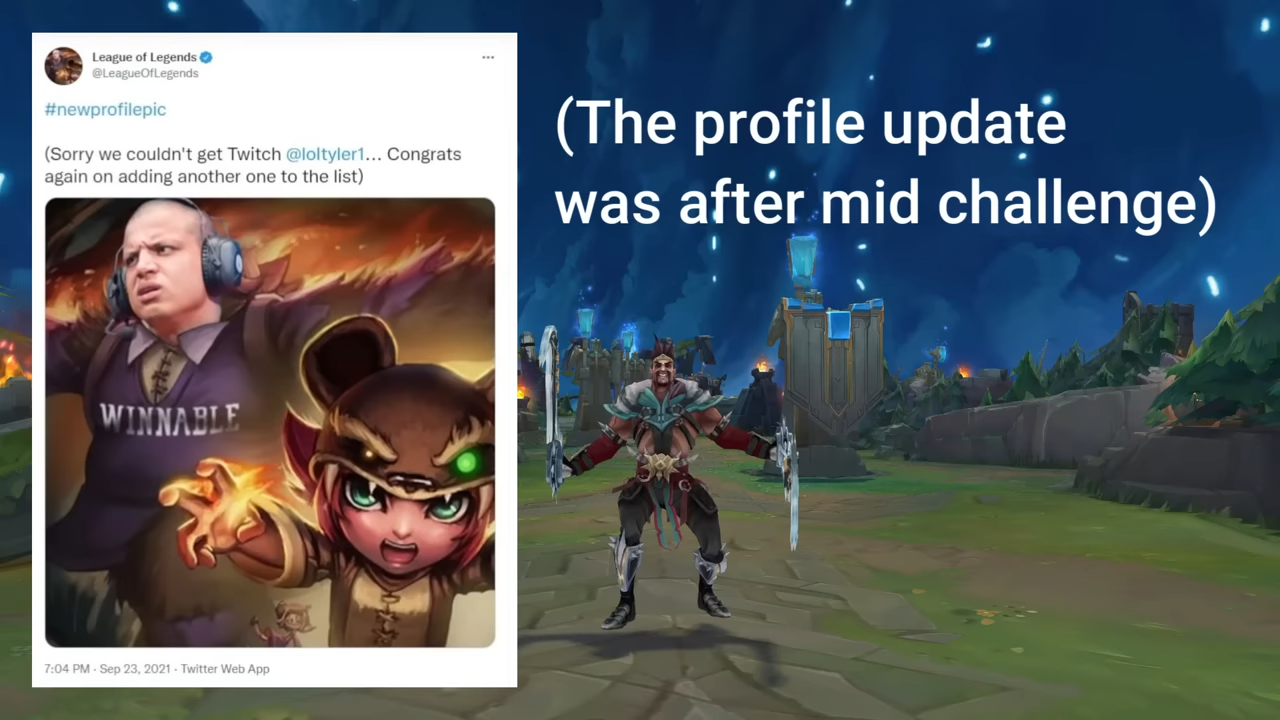 League of Legends
@LeagueOfLegends
#newprofilepic
(Sorry we couldn't get Twitch @loltyler1... Congrats
again on adding another one to the list)
WINNABLE
7:04 PM · Sep 23, 2021 · Twitter Web App
(The profile update
was after mid challenge)